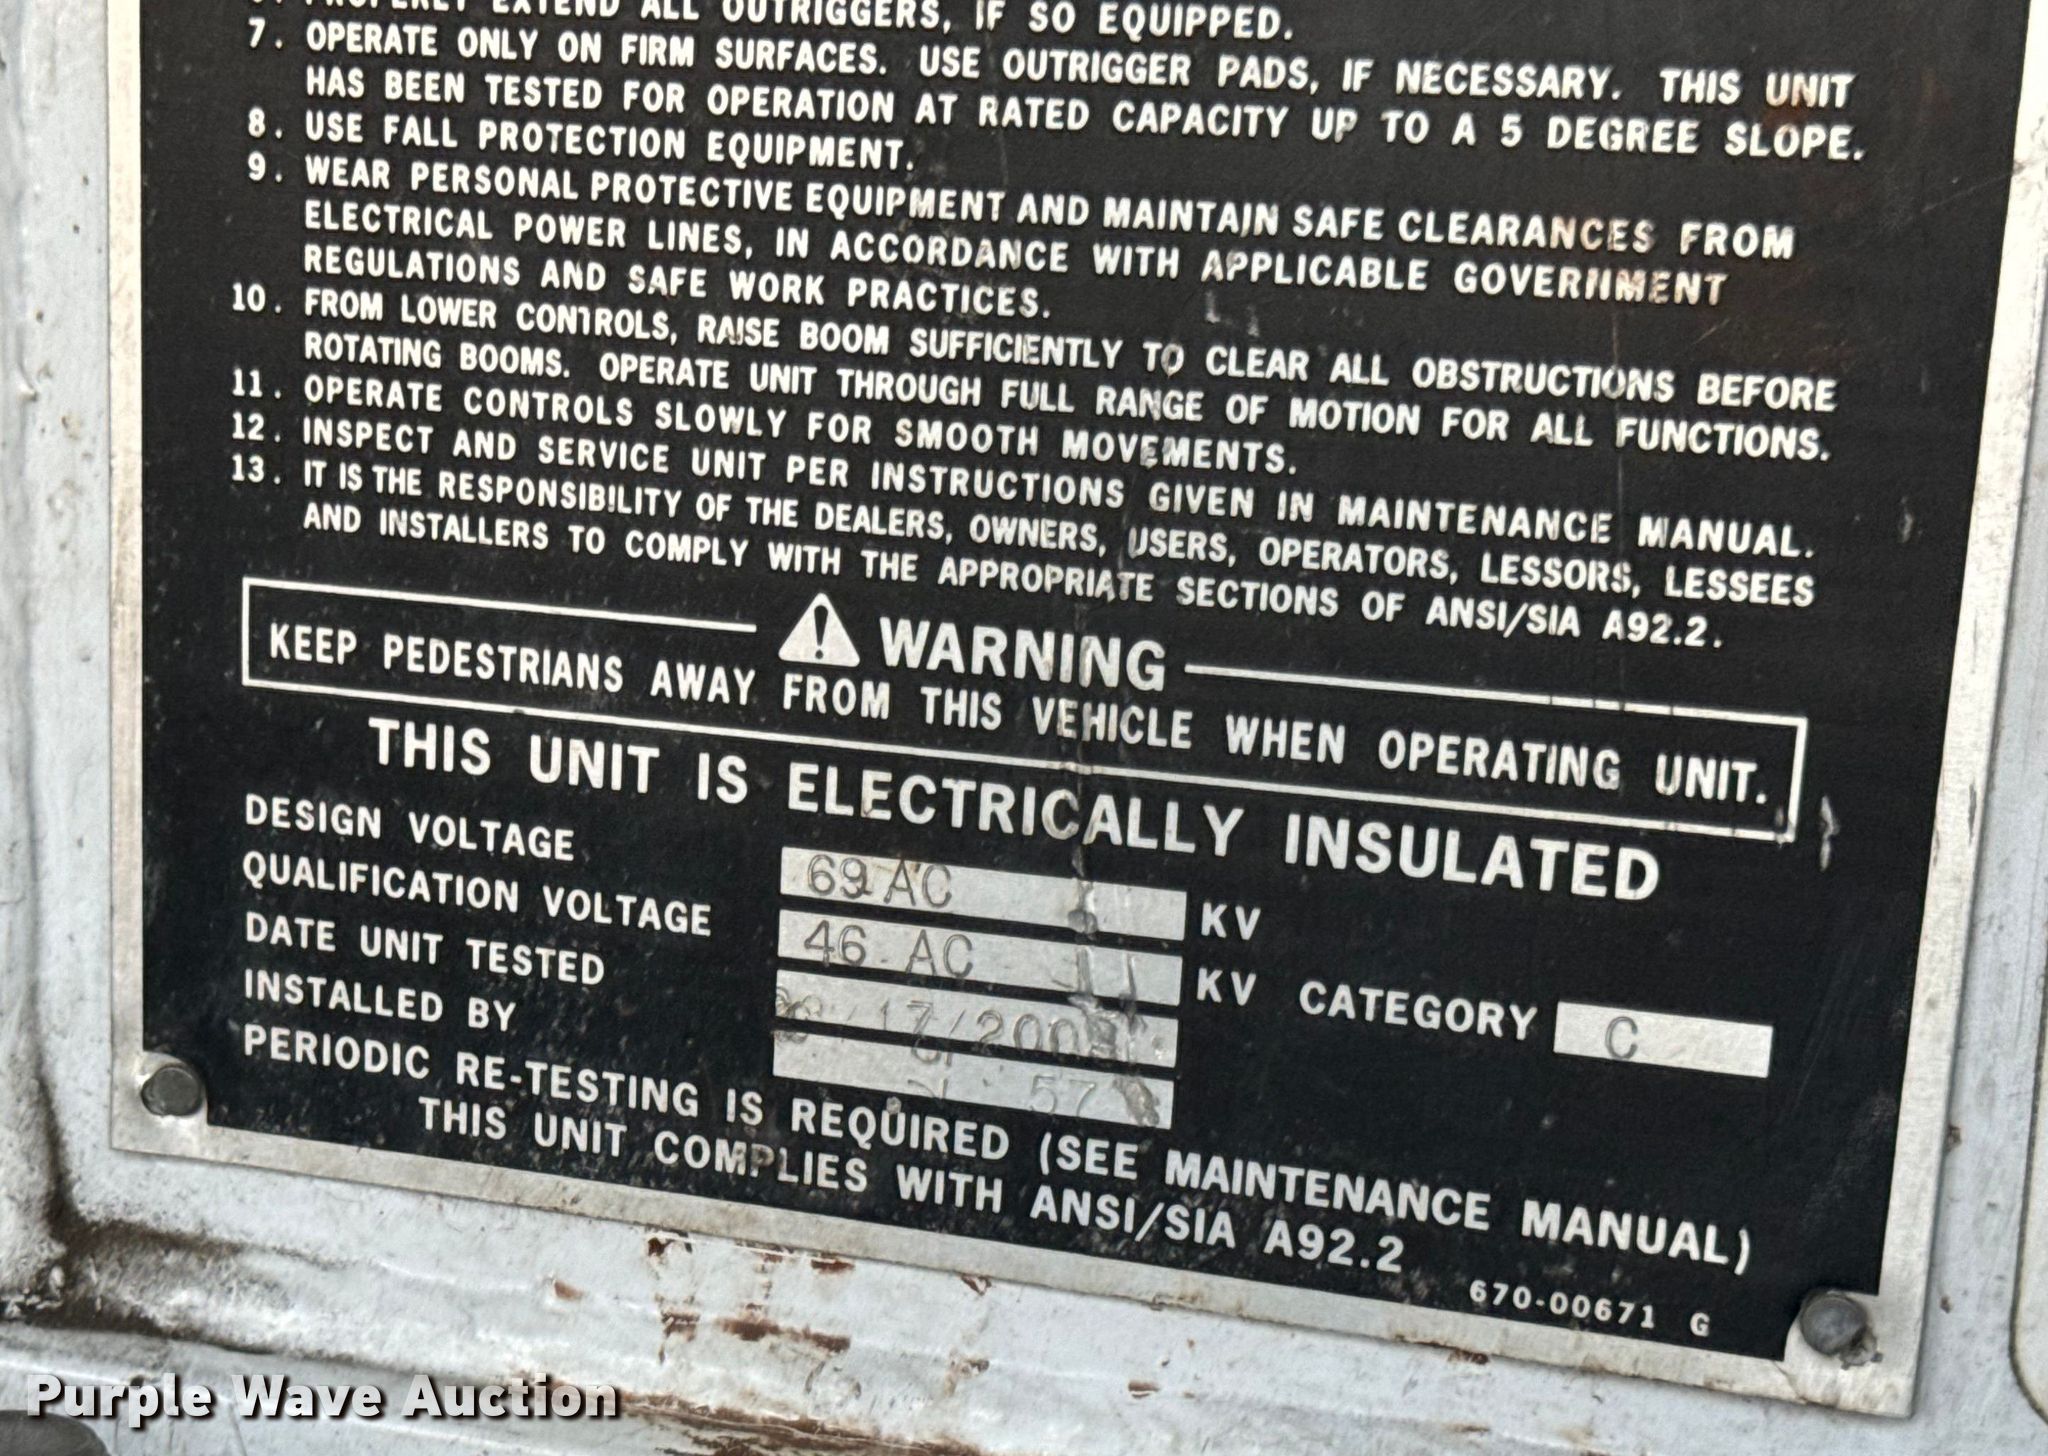 PROPERLY EXTEND ALL OUTRIGGERS, IF SO EQUIPPED.
7. OPERATE ONLY ON FIRM SURFACES. USE OUTRIGGER PADS, IF NECESSARY. THIS UNIT
HAS BEEN TESTED FOR OPERATION AT RATED CAPACITY UP TO A 5 DEGREE SLOPE.
8. USE FALL PROTECTION EQUIPMENT.
9. WEAR PERSONAL PROTECTIVE EQUIPMENT AND MAINTAIN SAFE CLEARANCES FROM
ELECTRICAL POWER LINES, IN ACCORDANCE WITH APPLICABLE GOVERNMENT
REGULATIONS AND SAFE WORK PRACTICES.
10. FROM LOWER CONTROLS, RAISE BOOM SUFFICIENTLY TO CLEAR ALL OBSTRUCTIONS BEFORE
ROTATING BOOMS. OPERATE UNIT THROUGH FULL RANGE OF MOTION FOR ALL FUNCTIONS.
11. OPERATE CONTROLS SLOWLY FOR SMOOTH MOVEMENTS.
12. INSPECT AND SERVICE UNIT PER INSTRUCTIONS GIVEN IN MAINTENANCE MANUAL.
13. IT IS THE RESPONSIBILITY OF THE DEALERS, OWNERS, USERS, OPERATORS, LESSORS, LESSEES
AND INSTALLERS TO COMPLY WITH THE APPROPRIATE SECTIONS OF ANSI/SIA A92.2.
WARNING
KEEP PEDESTRIANS AWAY FROM THIS VEHICLE WHEN OPERATING UNIT.
THIS UNIT IS ELECTRICALLY INSULATED
DESIGN VOLTAGE 69 AC KV
QUALIFICATION VOLTAGE 46 AC KV CATEGORY C
DATE UNIT TESTED
INSTALLED BY
PERIODIC RE-TESTING IS REQUIRED (SEE MAINTENANCE MANUAL)
THIS UNIT COMPLIES WITH ANSI/SIA A92.2
670-00671 G
Purple Wave Auction